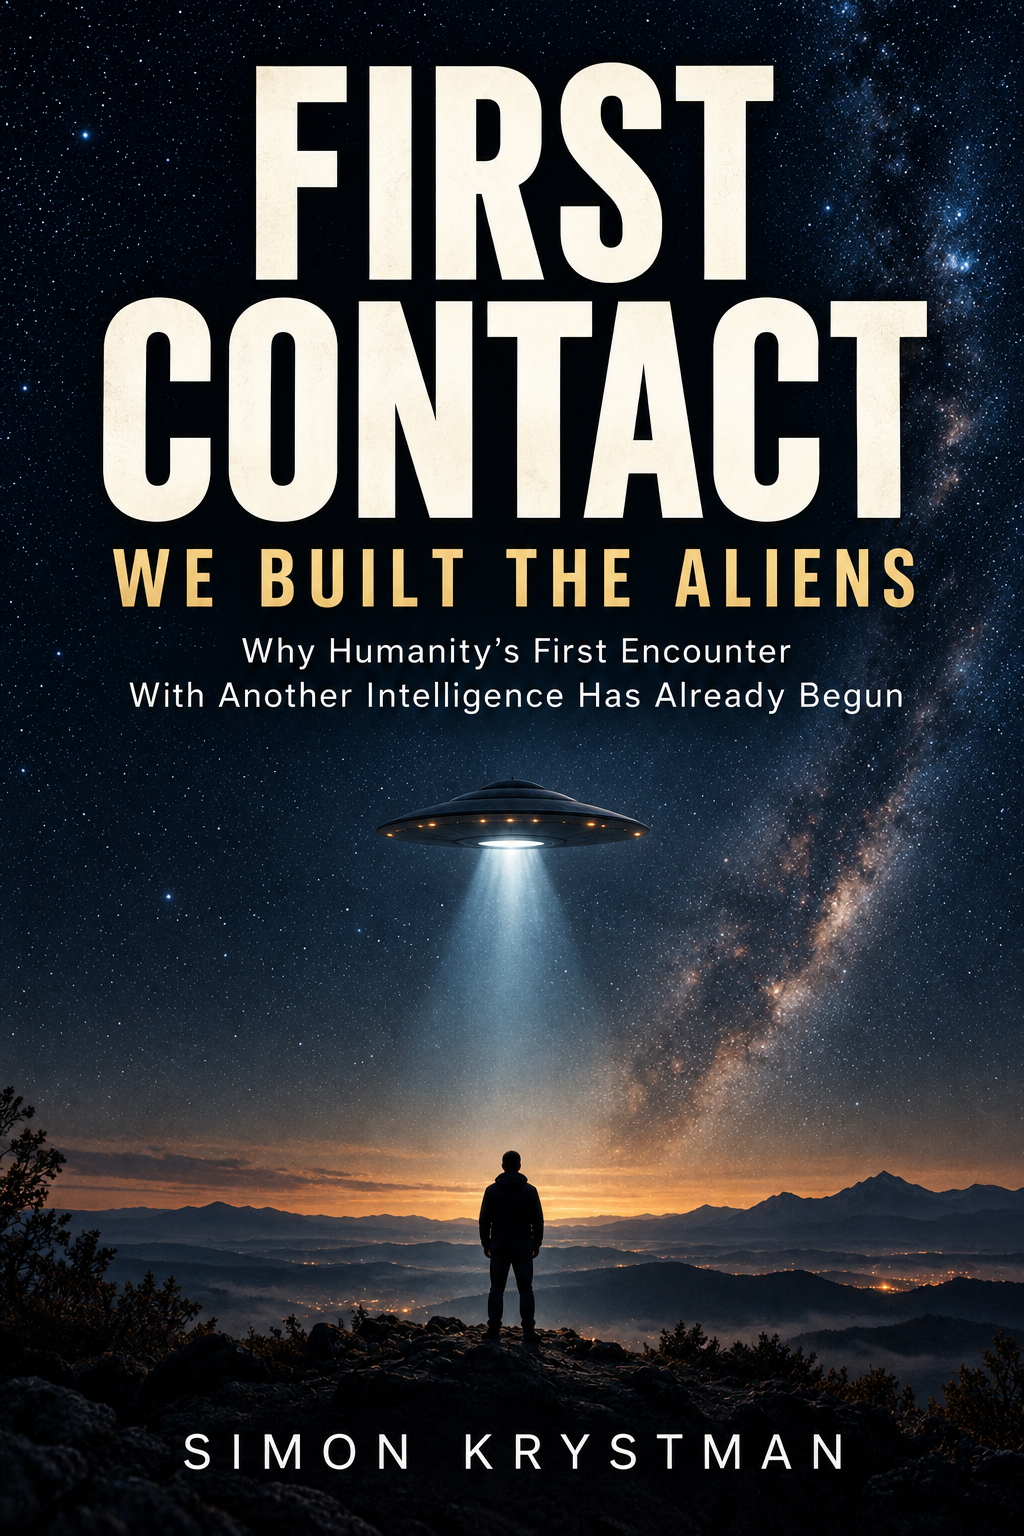 FIRST
CONTACT
WE BUILT THE ALIENS
Why Humanity’s First Encounter
With Another Intelligence Has Already Begun
SIMON KRYSTMAN